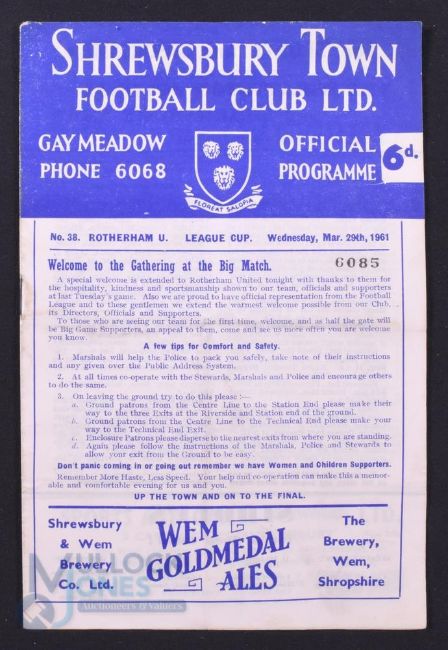 SHREWSBURY TOWN
FOOTBALL CLUB LTD.
GAY MEADOW
PHONE 6068
OFFICIAL
PROGRAMME
6d.
FLOREAT SALOPIA
No. 38. ROTHERHAM U. LEAGUE CUP. Wednesday, Mar. 29th, 1961
Welcome to the Gathering at the Big Match. 6085
A special welcome is extended to Rotherham United tonight with thanks to them for
the hospitality, kindness and sportsmanship shown to our team, officials and supporters
at last Tuesday's game. Also we are proud to have official representation from the Football
League and to these gentlemen we extend the warmest welcome possible from our Club,
its Directors, Officials and Supporters.
To those who are seeing our team for the first time, welcome, and as half the gate will
be Big Game Supporters, an appeal to them, come and see us more often you are welcome
you know.
A few tips for Comfort and Safety.
1. Marshals will help the Police to pack you safely, take note of their instructions
and any given over the Public Address System.
2. At all times co-operate with the Stewards, Marshals and Police and encourage others
to do the same.
3. On leaving the ground try to do this please :—
a. Ground patrons from the Centre Line to the Station End please make their
way to the three Exits at the Riverside and Station end of the ground.
b. Ground patrons from the Centre Line to the Technical End please make your
way to the Technical End Exit.
c. Enclosure Patrons please disperse to the nearest exits from where you are standing.
d. Again please follow the instructions of the Marshals, Police and Stewards to
allow your exit from the Ground to be easy.
Don't panic coming in or going out remember we have Women and Children Supporters.
Remember More Haste, Less Speed. Your help and co-operation can make this a memor-
able and comfortable evening for us and you.
UP THE TOWN AND ON TO THE FINAL.
Shrewsbury
& Wem
Brewery
Co. Ltd.
WEM
GOLDMEDAL
ALES
The
Brewery,
Wem,
Shropshire
MULLOCK
JONES
Auctioneers & Valuers